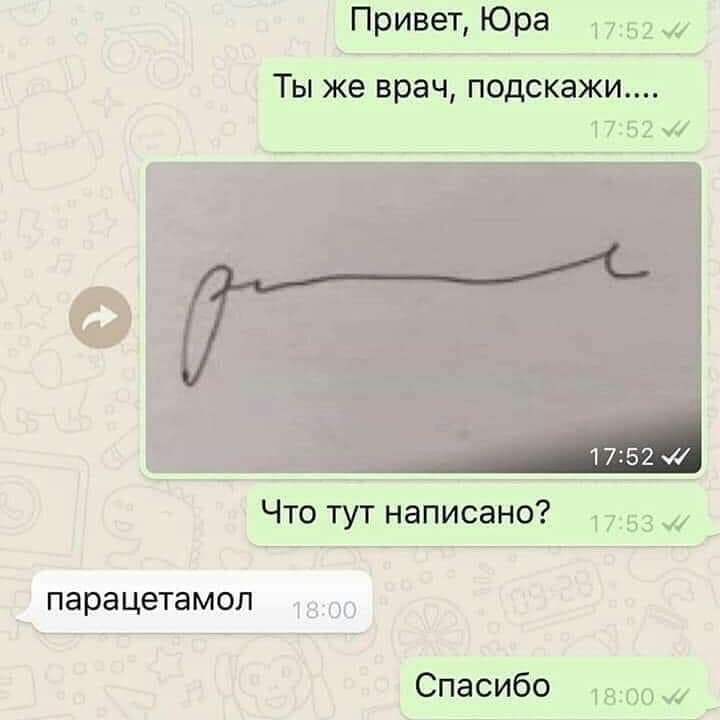 Привет, Юра 17:52
Ты же врач, подскажи....
17:52
17:52
Что тут написано? 17:53
парацетамол 18:00
Спасибо 18:00